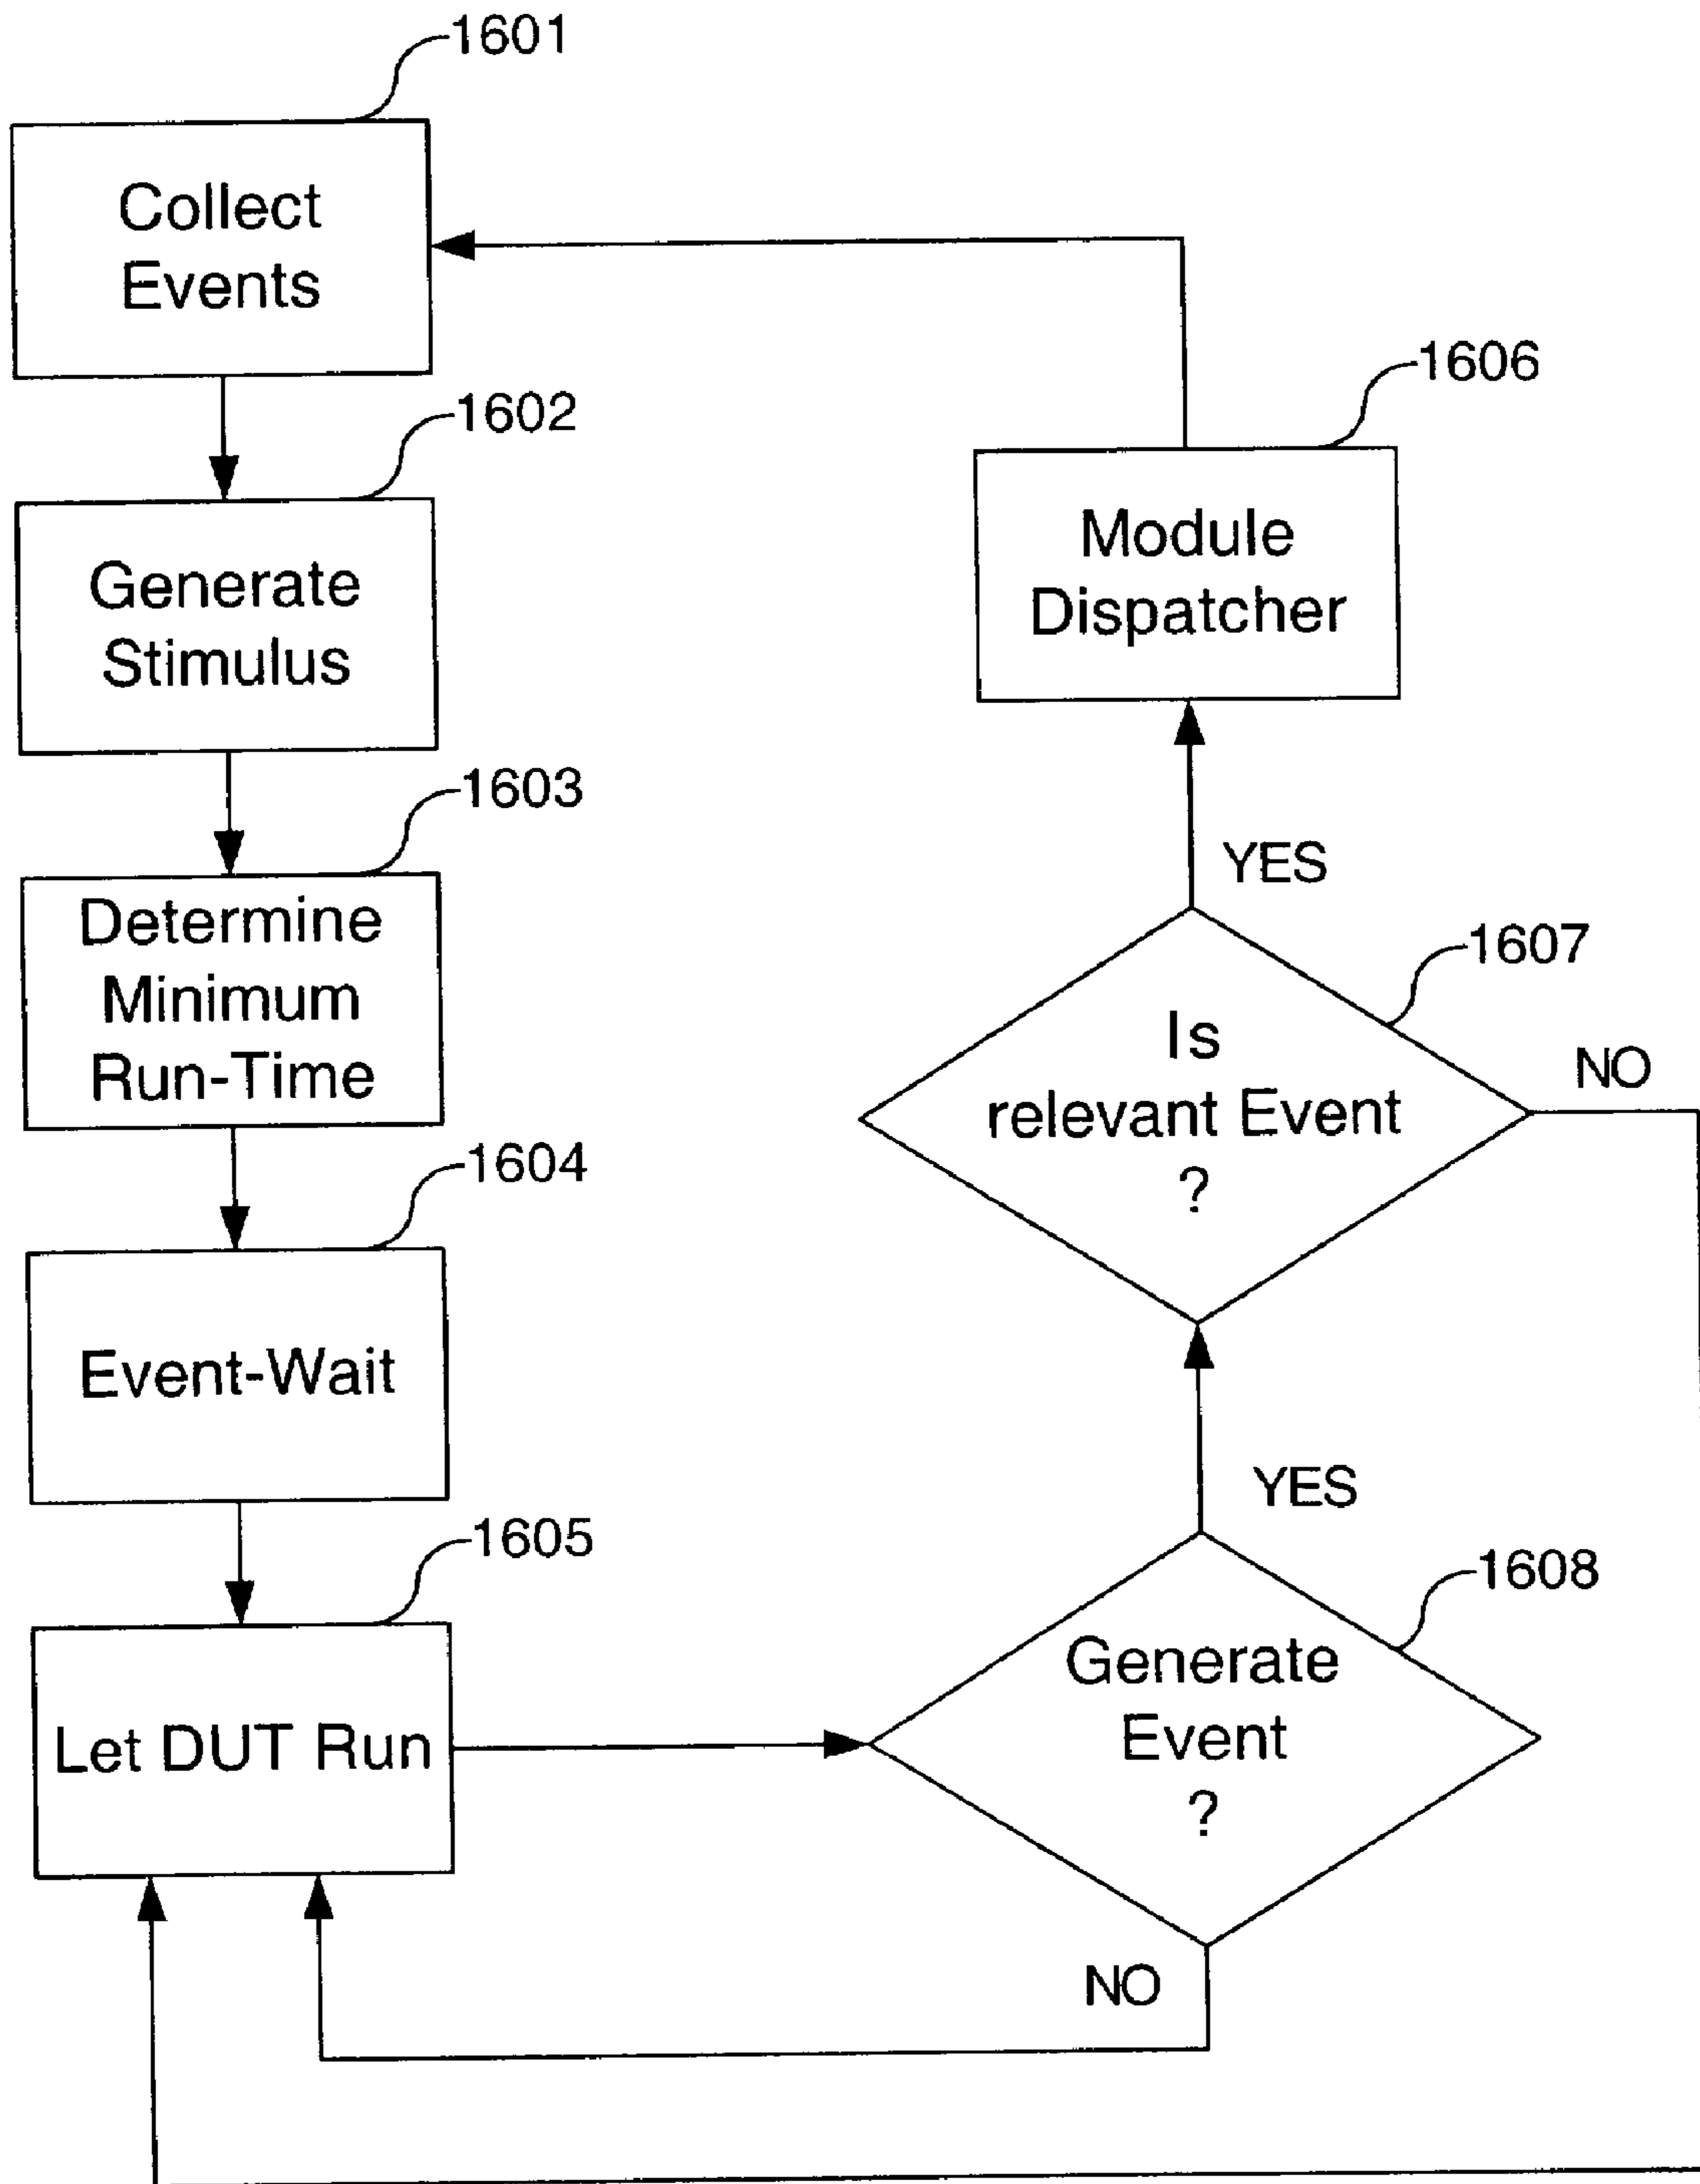 1601
Collect
Events
1602
Generate
Stimulus
1603
Determine
Minimum
Run-Time
1604
Event-Wait
1605
Let DUT Run
1606
Module
Dispatcher
YES
1607
Is
relevant Event
?
NO
YES
1608
Generate
Event
?
NO